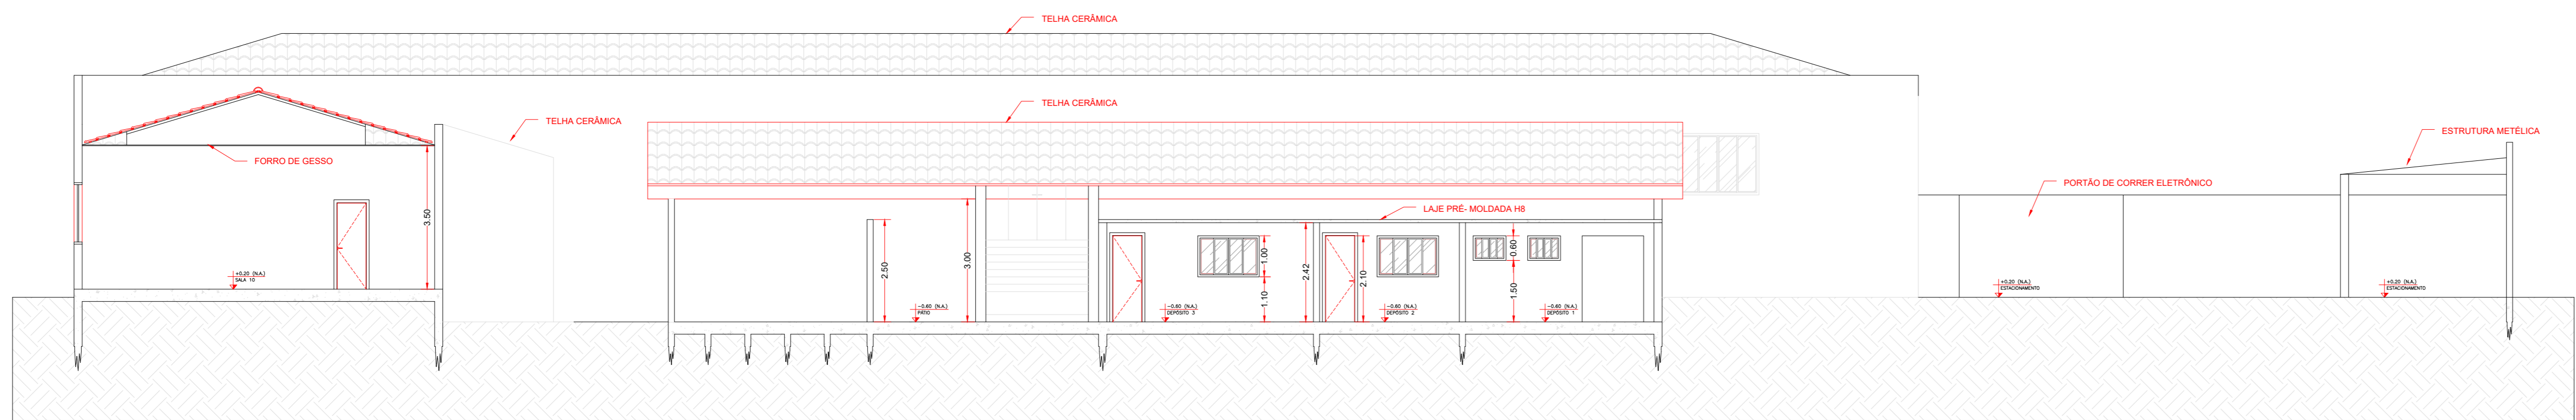 TELHA CERÂMICA
TELHA CERÂMICA
TELHA CERÂMICA
ESTRUTURA METÉLICA
FORRO DE GESSO
PORTÃO DE CORRER ELETRÔNICO
LAJE PRÉ- MOLDADA H8
3.50
2.50
3.00
1.00
1.10
2.42
2.10
0.60
1.50
+0.20 (N.A.)
SALA 10
-0.60 (N.A.)
PÁTIO
-0.60 (N.A.)
DEPÓSITO 3
-0.60 (N.A.)
DEPÓSITO 2
-0.60 (N.A.)
DEPÓSITO 1
+0.20 (N.A.)
ESTACIONAMENTO
+0.20 (N.A.)
ESTACIONAMENTO